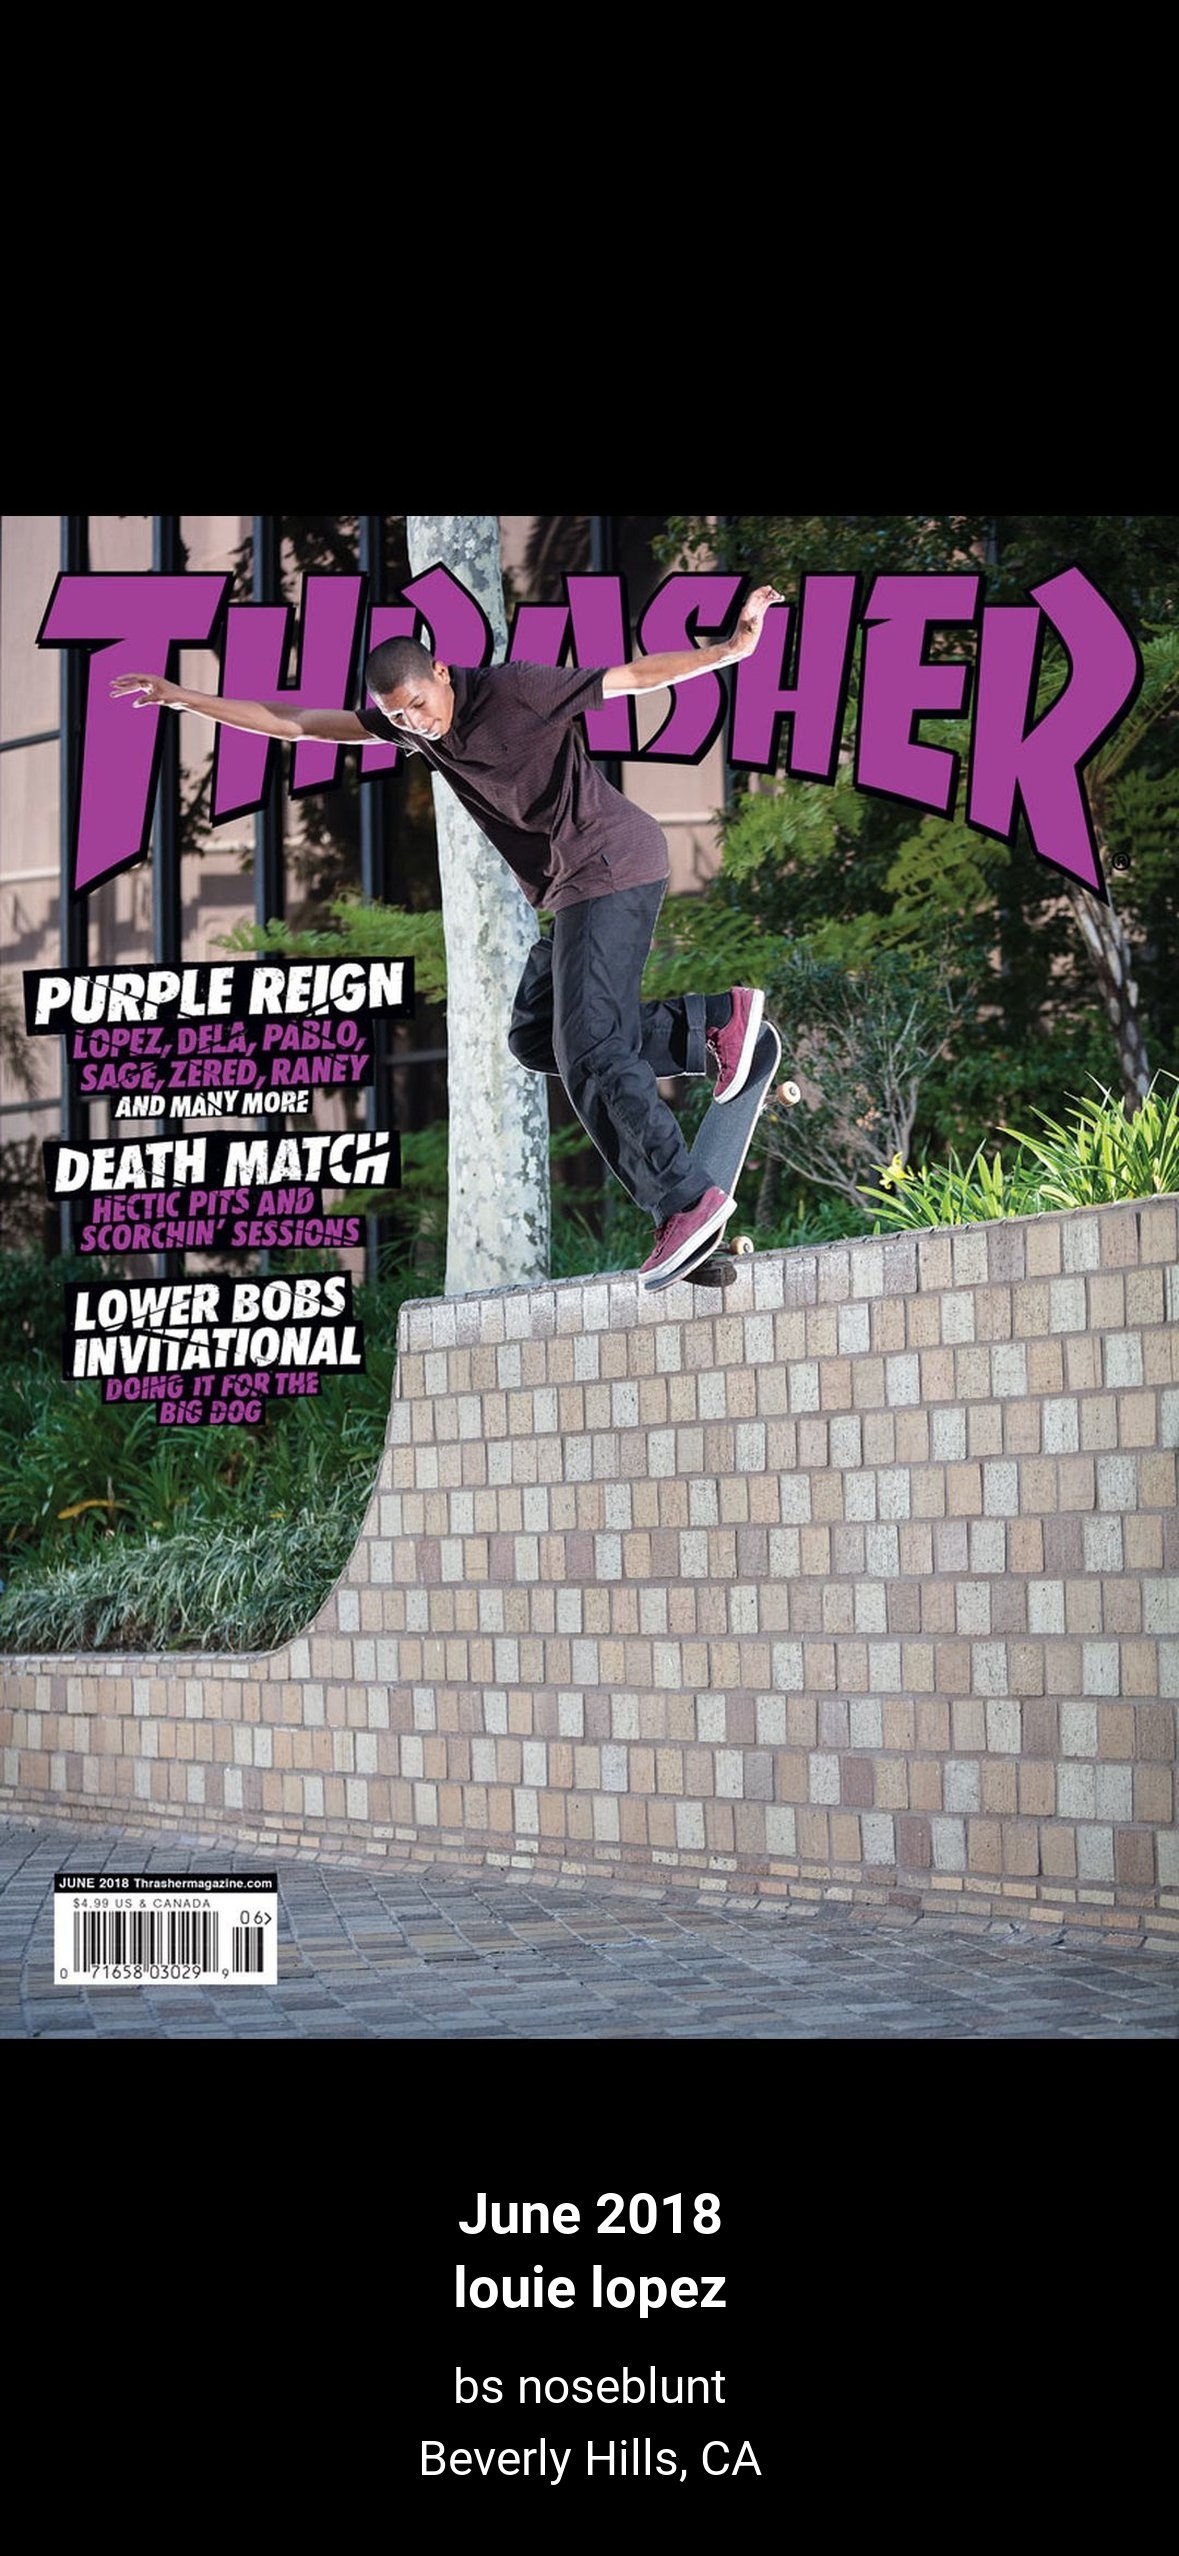 THRASHER
®
PURPLE REIGN
LOPEZ, DELA, PABLO,
SAGE, ZERED, RANEY
AND MANY MORE
DEATH MATCH
HECTIC PITS AND
SCORCHIN' SESSIONS
LOWER BOBS
INVITATIONAL
DOING IT FOR THE
BIG DOG
JUNE 2018 Thrashermagazine.com
$4.99 US & CANADA
06>
0 71658 03029 9
June 2018
louie lopez
bs noseblunt
Beverly Hills, CA